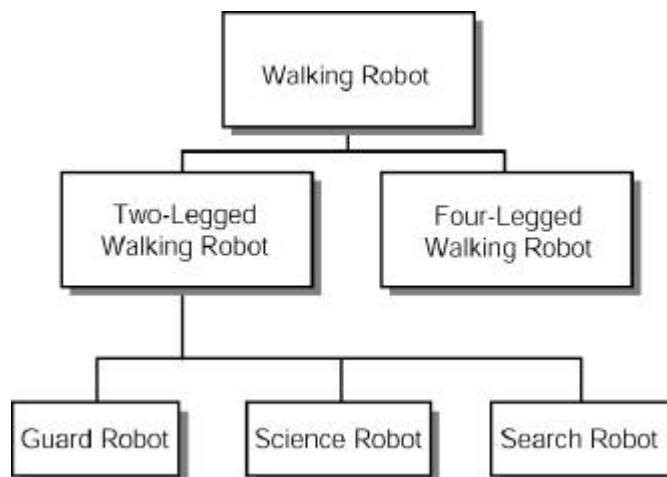 Walking Robot
Two-Legged
Walking Robot
Four-Legged
Walking Robot
Guard Robot
Science Robot
Search Robot